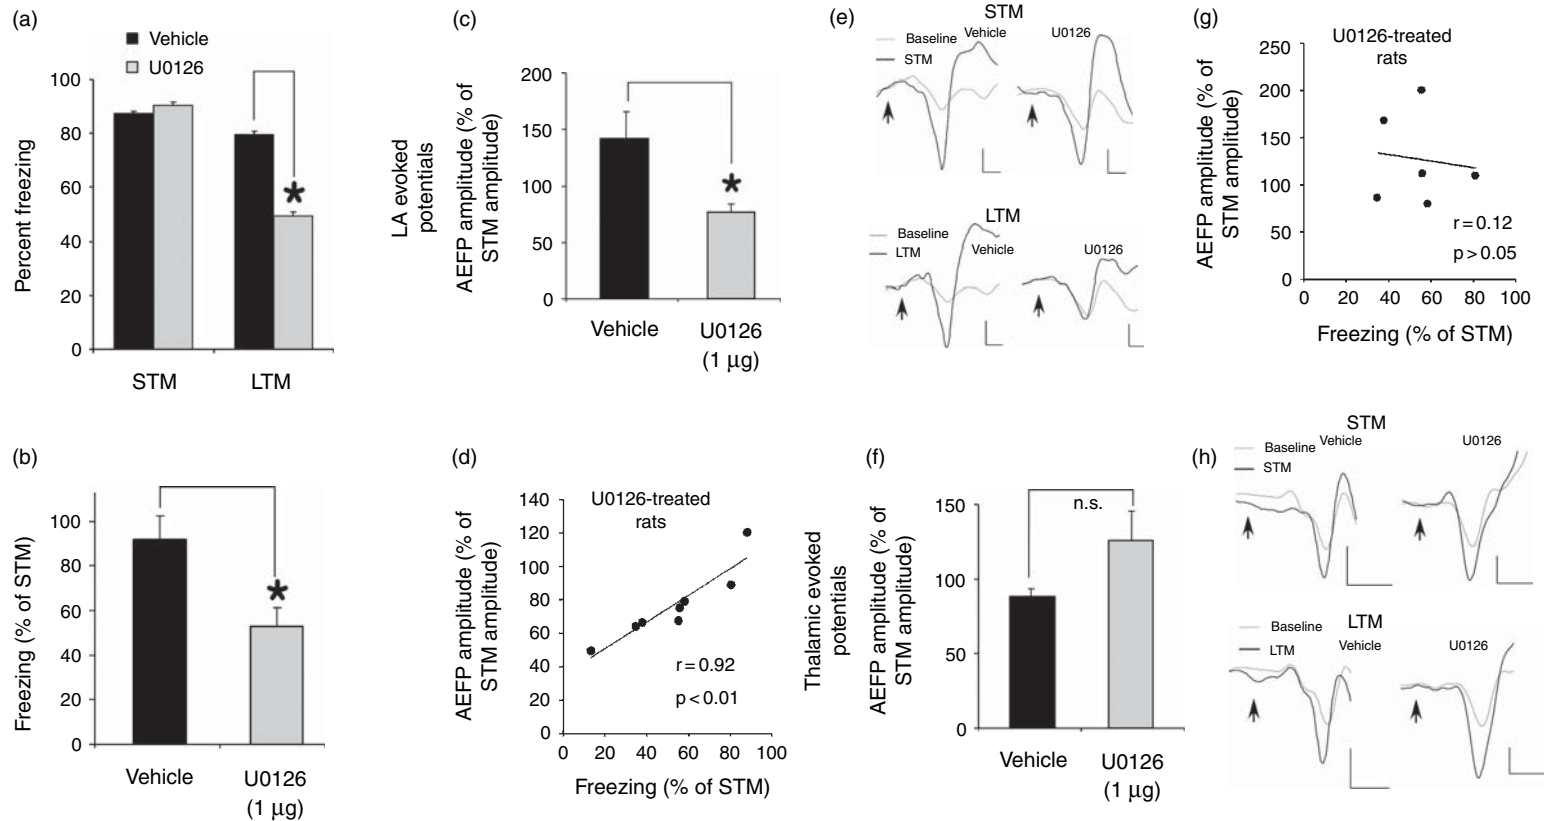 (a)
Vehicle
U0126
Percent freezing
100
80
60
40
20
0
STM
LTM
(b)
Freezing (% of STM)
100
80
60
40
20
0
Vehicle
U0126
(1 µg)
(c)
LA evoked
potentials
AEFP amplitude (% of
STM amplitude)
200
150
100
50
0
Vehicle
U0126
(1 µg)
(d)
AEFP amplitude (% of
STM amplitude)
140
120
100
80
60
40
20
0
U0126-treated
rats
r = 0.92
p < 0.01
0 20 40 60 80 100
Freezing (% of STM)
(e)
STM
Baseline
Vehicle
U0126
STM
LTM
Baseline
LTM
Vehicle
U0126
(f)
Thalamic evoked
potentials
AEFP amplitude (% of
STM amplitude)
150
100
50
0
n.s.
Vehicle
U0126
(1 µg)
(g)
AEFP amplitude (% of
STM amplitude)
250
200
150
100
50
0
U0126-treated
rats
r = 0.12
p > 0.05
0 20 40 60 80 100
Freezing (% of STM)
(h)
STM
Baseline
Vehicle
U0126
STM
LTM
Baseline
LTM
Vehicle
U0126